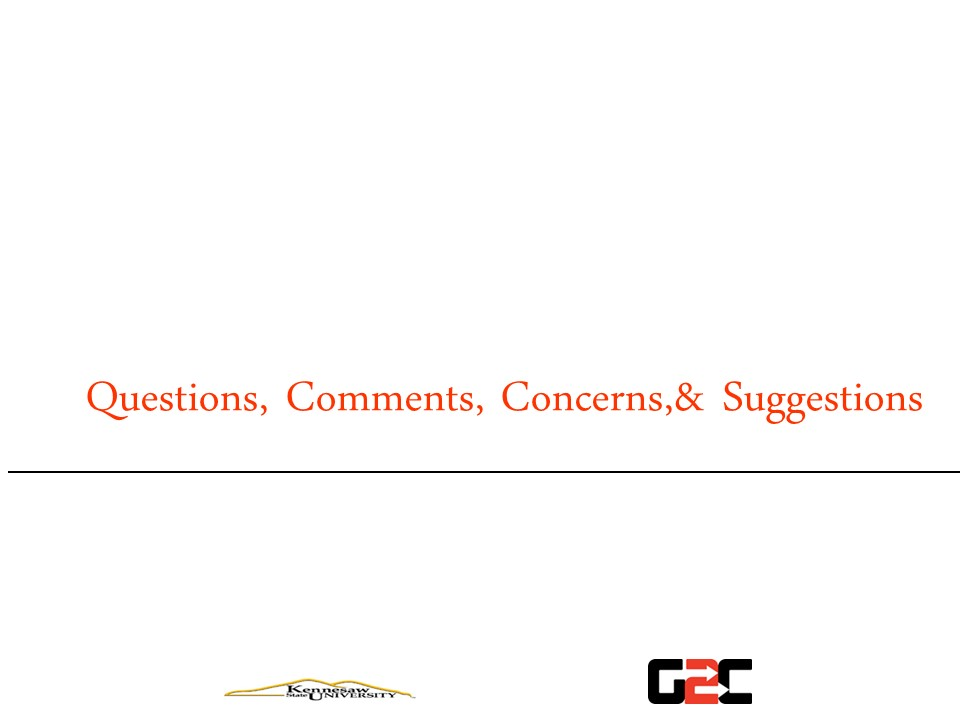 Questions, Comments, Concerns,& Suggestions
Kennesaw
State UNIVERSITY
G2C